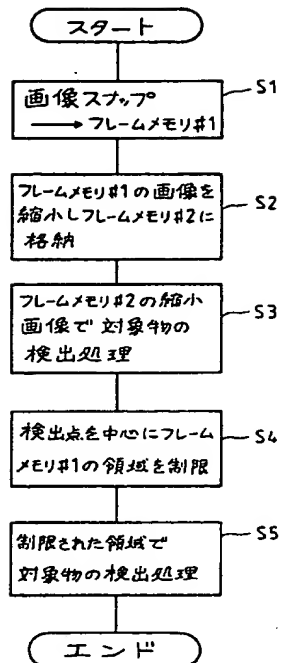 スタート
画像スナップ
→フレームメモリ#1
S1
フレームメモリ#1の画像を
縮小しフレームメモリ#2に
格納
S2
フレームメモリ#2の縮小
画像で対象物の
検出処理
S3
検出点を中心にフレーム
メモリ#1の領域を制限
S4
制限された領域で
対象物の検出処理
S5
エンド